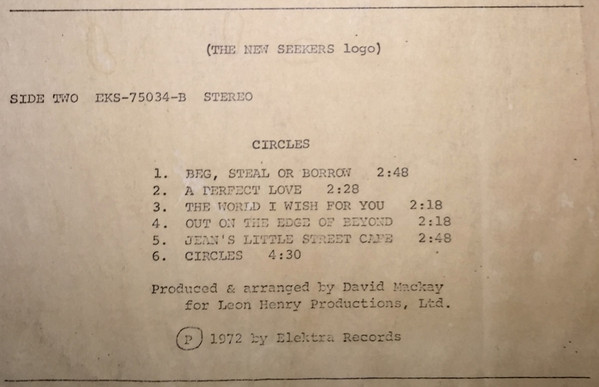 (THE NEW SEEKERS logo)
SIDE TWO EKS-75034-B STEREO
CIRCLES
1. BEG, STEAL OR BORROW 2:48
2. A PERFECT LOVE 2:28
3. THE WORLD I WISH FOR YOU 2:18
4. OUT ON THE EDGE OF BEYOND 2:18
5. JEAN'S LITTLE STREET CAFE 2:48
6. CIRCLES 4:30
Produced & arranged by David Mackay
for Leon Henry Productions, Ltd.
Ⓟ 1972 by Elektra Records